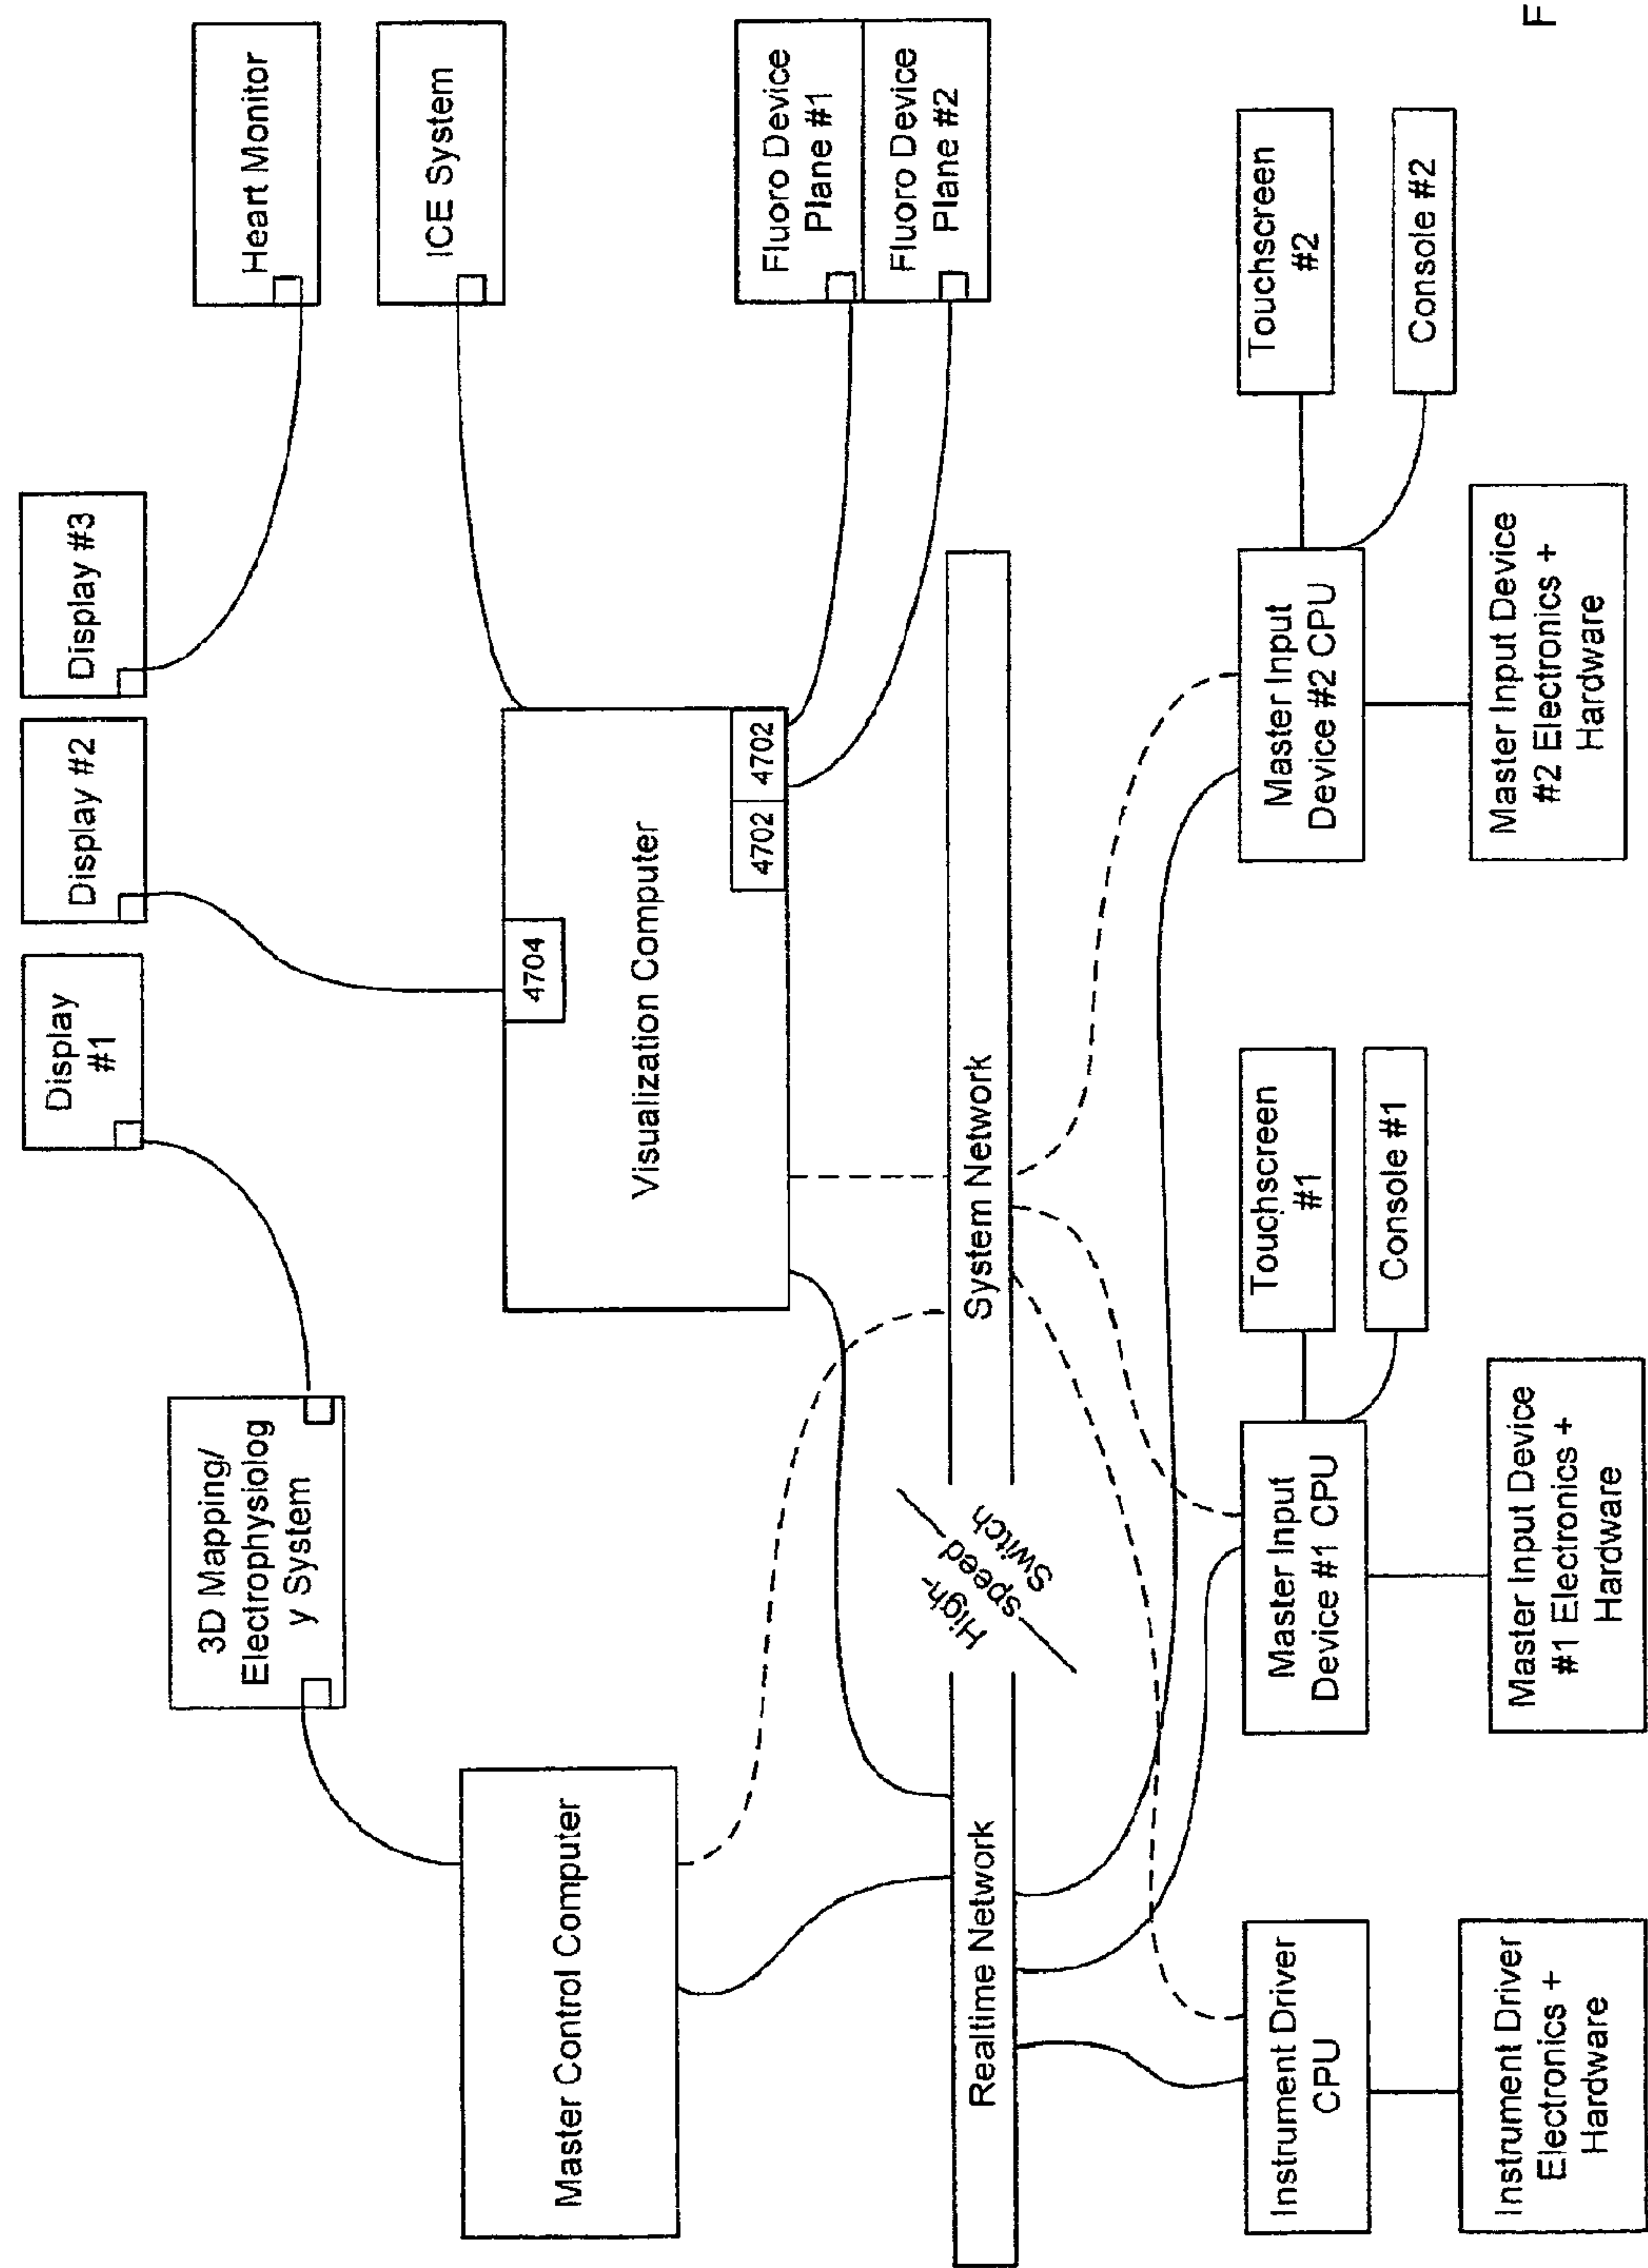 Display
#1
Display #2
Display #3
3D Mapping/
Electrophysiolog
y System
Heart Monitor
ICE System
Master Control Computer
4704
Visualization Computer
4702
4702
Fluoro Device
Plane #1
Fluoro Device
Plane #2
Realtime Network
High-
speed
Switch
System Network
Instrument Driver
CPU
Master Input
Device #1 CPU
Touchscreen
#1
Console #1
Master Input
Device #2 CPU
Touchscreen
#2
Console #2
Instrument Driver
Electronics +
Hardware
Master Input Device
#1 Electronics +
Hardware
Master Input Device
#2 Electronics +
Hardware
F